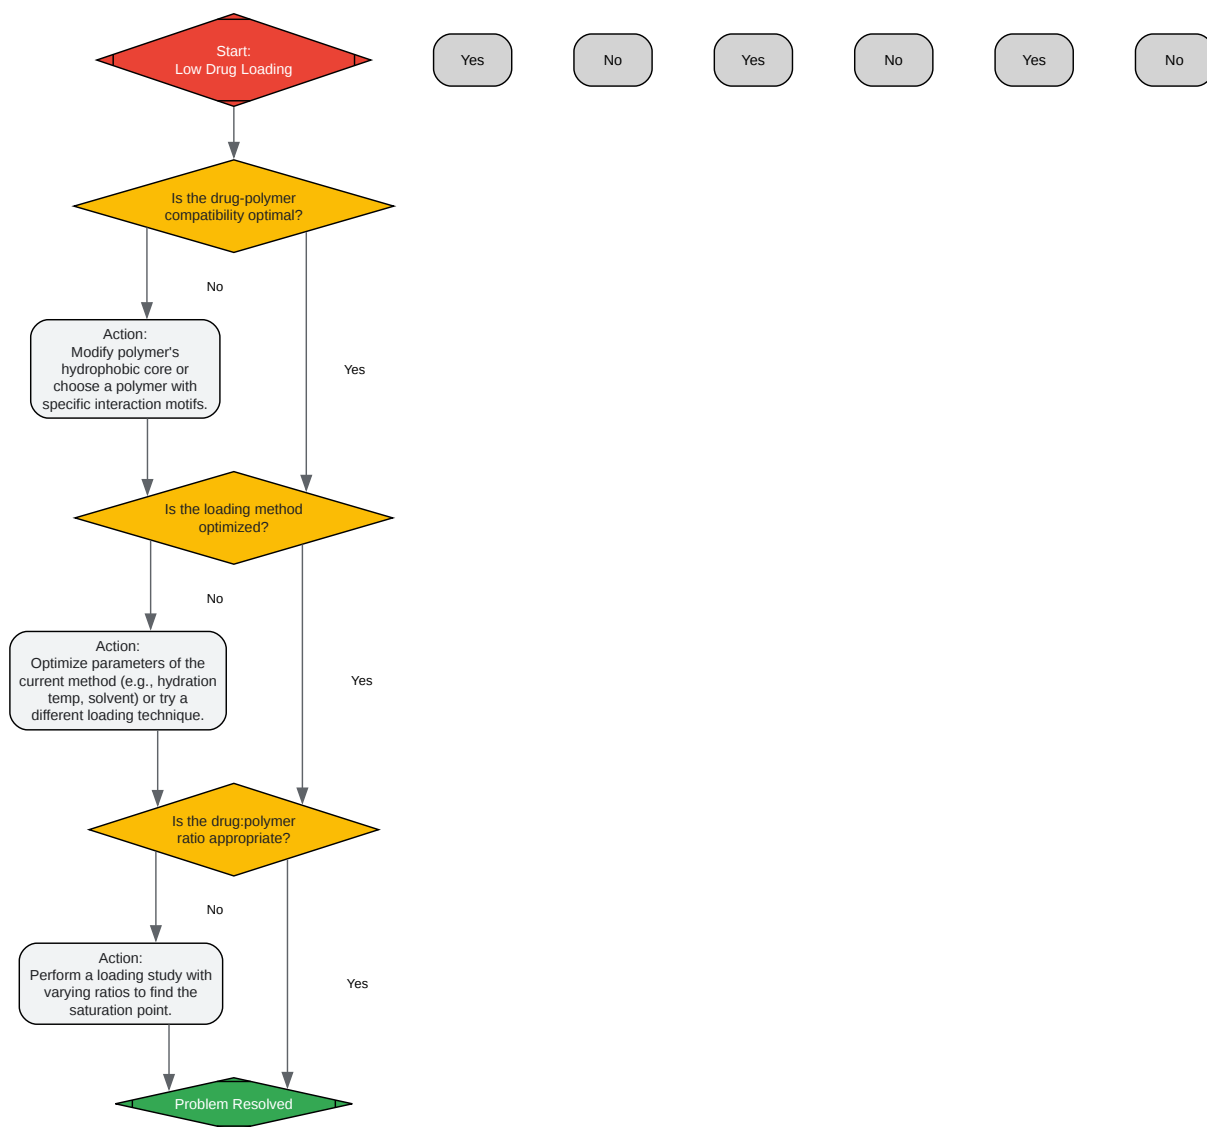 Start:
Low Drug Loading
Yes
No
Yes
No
Yes
No
Is the drug-polymer
compatibility optimal?
No
Action:
Modify polymer's
hydrophobic core or
choose a polymer with
specific interaction motifs.
Yes
Is the loading method
optimized?
No
Action:
Optimize parameters of the
current method (e.g., hydration
temp, solvent) or try a
different loading technique.
Yes
Is the drug:polymer
ratio appropriate?
No
Action:
Perform a loading study with
varying ratios to find the
saturation point.
Yes
Problem Resolved